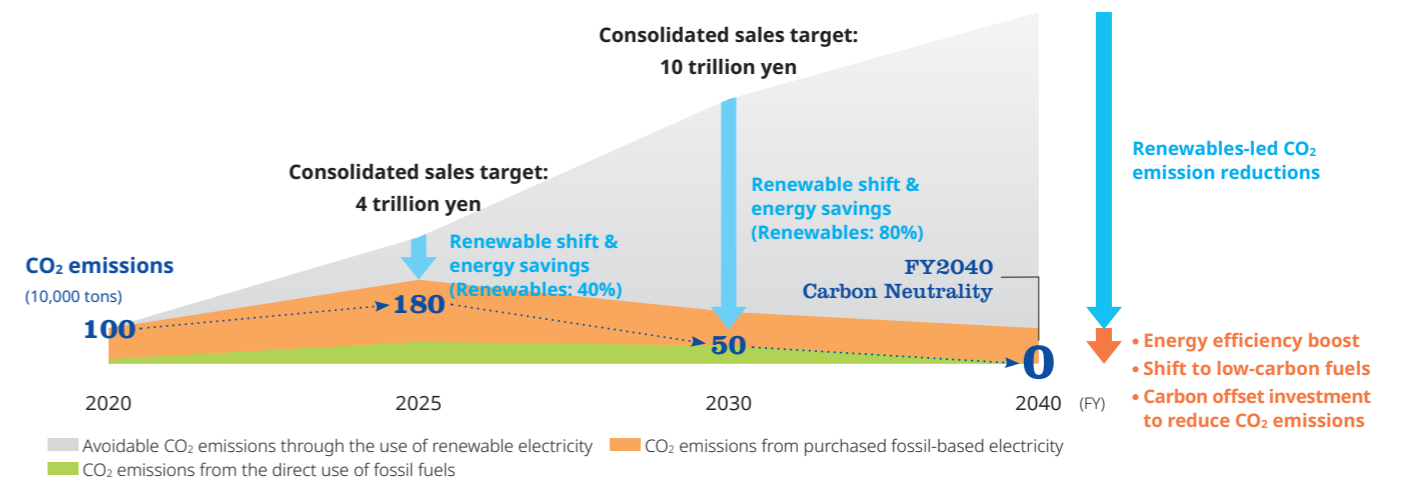 Consolidated sales target:
10 trillion yen
Consolidated sales target:
4 trillion yen
Renewables-led CO₂
emission reductions
Renewable shift &
energy savings
(Renewables: 80%)
Renewable shift &
energy savings
(Renewables: 40%)
CO₂ emissions
(10,000 tons)
FY2040
Carbon Neutrality
100
180
50
0
• Energy efficiency boost
• Shift to low-carbon fuels
• Carbon offset investment
to reduce CO₂ emissions
2020 2025 2030 2040 (FY)
Avoidable CO₂ emissions through the use of renewable electricity CO₂ emissions from purchased fossil-based electricity
CO₂ emissions from the direct use of fossil fuels